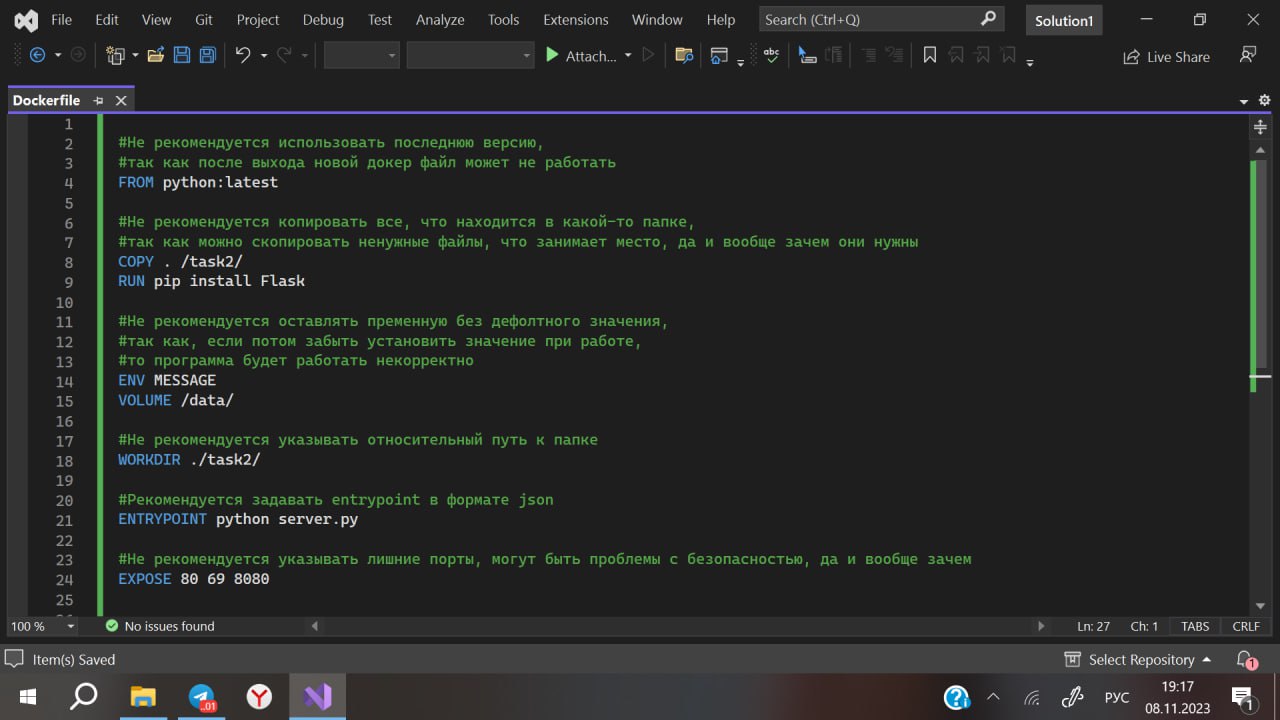 File Edit View Git Project Debug Test Analyze Tools Extensions Window Help Search (Ctrl+Q) Solution1
Attach... abc Live Share
Dockerfile
1
2 #Не рекомендуется использовать последнюю версию,
3 #так как после выхода новой докер файл может не работать
4 FROM python:latest
5
6 #Не рекомендуется копировать все, что находится в какой-то папке,
7 #так как можно скопировать ненужные файлы, что занимает место, да и вообще зачем они нужны
8 COPY . /task2/
9 RUN pip install Flask
10
11 #Не рекомендуется оставлять пременную без дефолтного значения,
12 #так как, если потом забыть установить значение при работе,
13 #то программа будет работать некорректно
14 ENV MESSAGE
15 VOLUME /data/
16
17 #Не рекомендуется указывать относительный путь к папке
18 WORKDIR ./task2/
19
20 #Рекомендуется задавать entrypoint в формате json
21 ENTRYPOINT python server.py
22
23 #Не рекомендуется указывать лишние порты, могут быть проблемы с безопасностью, да и вообще зачем
24 EXPOSE 80 69 8080
25
100 % No issues found Ln: 27 Ch: 1 TABS CRLF
Item(s) Saved Select Repository 1
..01 РУС 19:17
08.11.2023 1